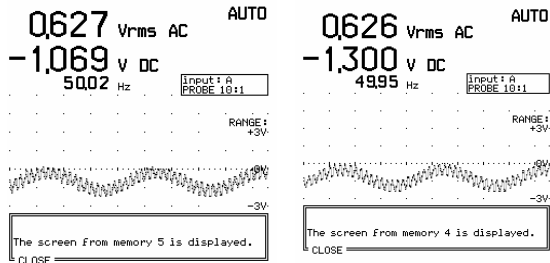 AUTO
0,627 Vrms AC
-1,069 V DC
50,02 Hz
input: A
PROBE 10:1
RANGE:
+3V
0V
-3V
The screen from memory 5 is displayed.
CLOSE
AUTO
0,626 Vrms AC
-1,300 V DC
49,95 Hz
input: A
PROBE 10:1
RANGE:
+3V
0V
-3V
The screen from memory 4 is displayed.
CLOSE